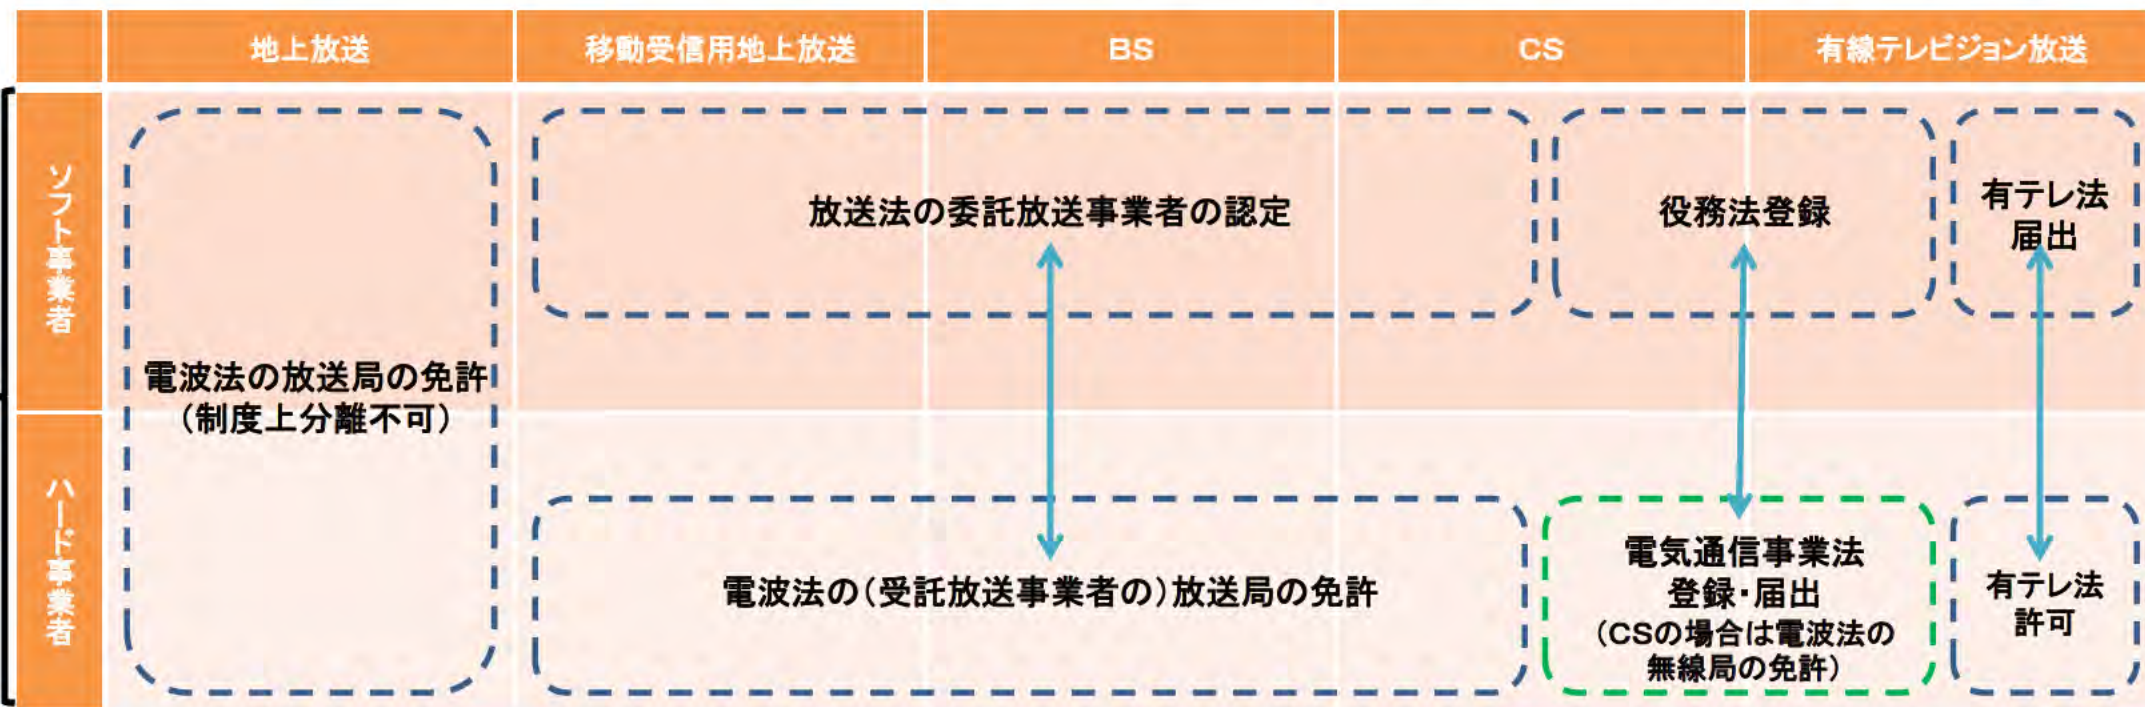 地上放送
移動受信用地上放送
BS
CS
有線テレビジョン放送
ソフト事業者
放送法の委託放送事業者の認定
役務法登録
有テレ法
届出
電波法の放送局の免許
（制度上分離不可）
ハード事業者
電波法の（受託放送事業者の）放送局の免許
電気通信事業法
登録・届出
（CSの場合は電波法の
無線局の免許）
有テレ法
許可